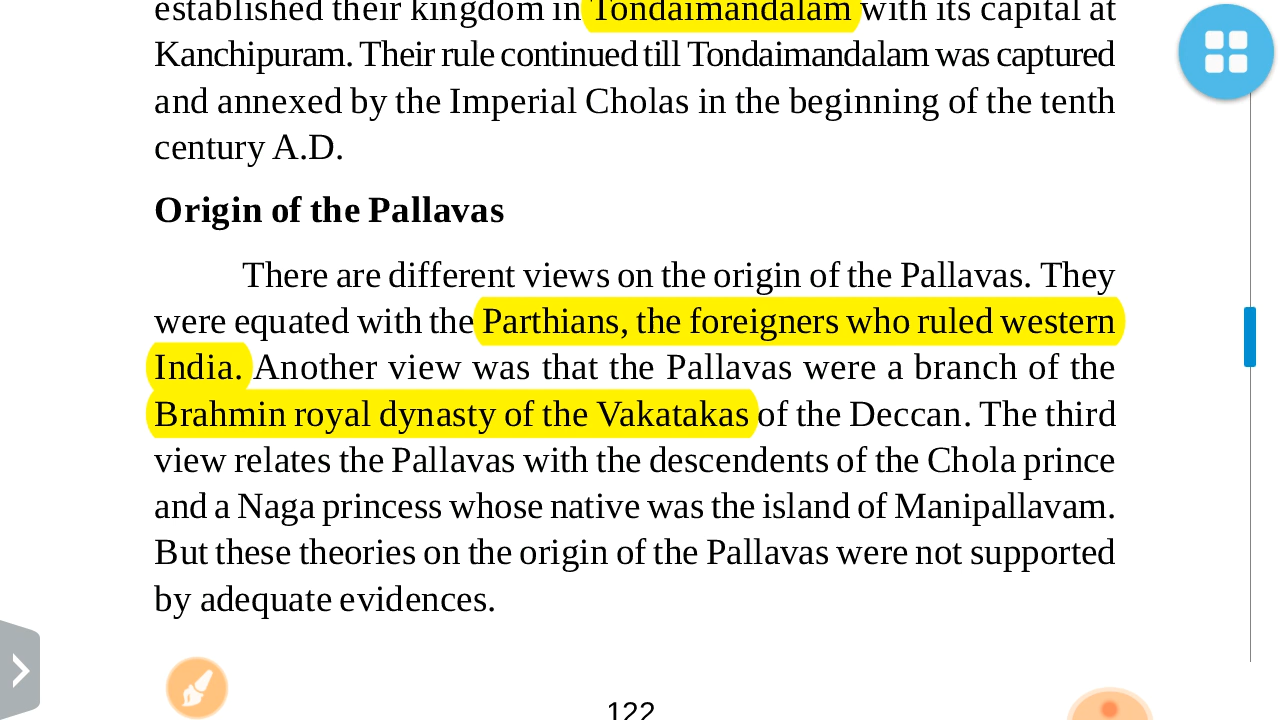 established their kingdom in Tondaimandalam with its capital at
Kanchipuram. Their rule continued till Tondaimandalam was captured
and annexed by the Imperial Cholas in the beginning of the tenth
century A.D.
Origin of the Pallavas
There are different views on the origin of the Pallavas. They
were equated with the Parthians, the foreigners who ruled western
India. Another view was that the Pallavas were a branch of the
Brahmin royal dynasty of the Vakatakas of the Deccan. The third
view relates the Pallavas with the descendents of the Chola prince
and a Naga princess whose native was the island of Manipallavam.
But these theories on the origin of the Pallavas were not supported
by adequate evidences.
122